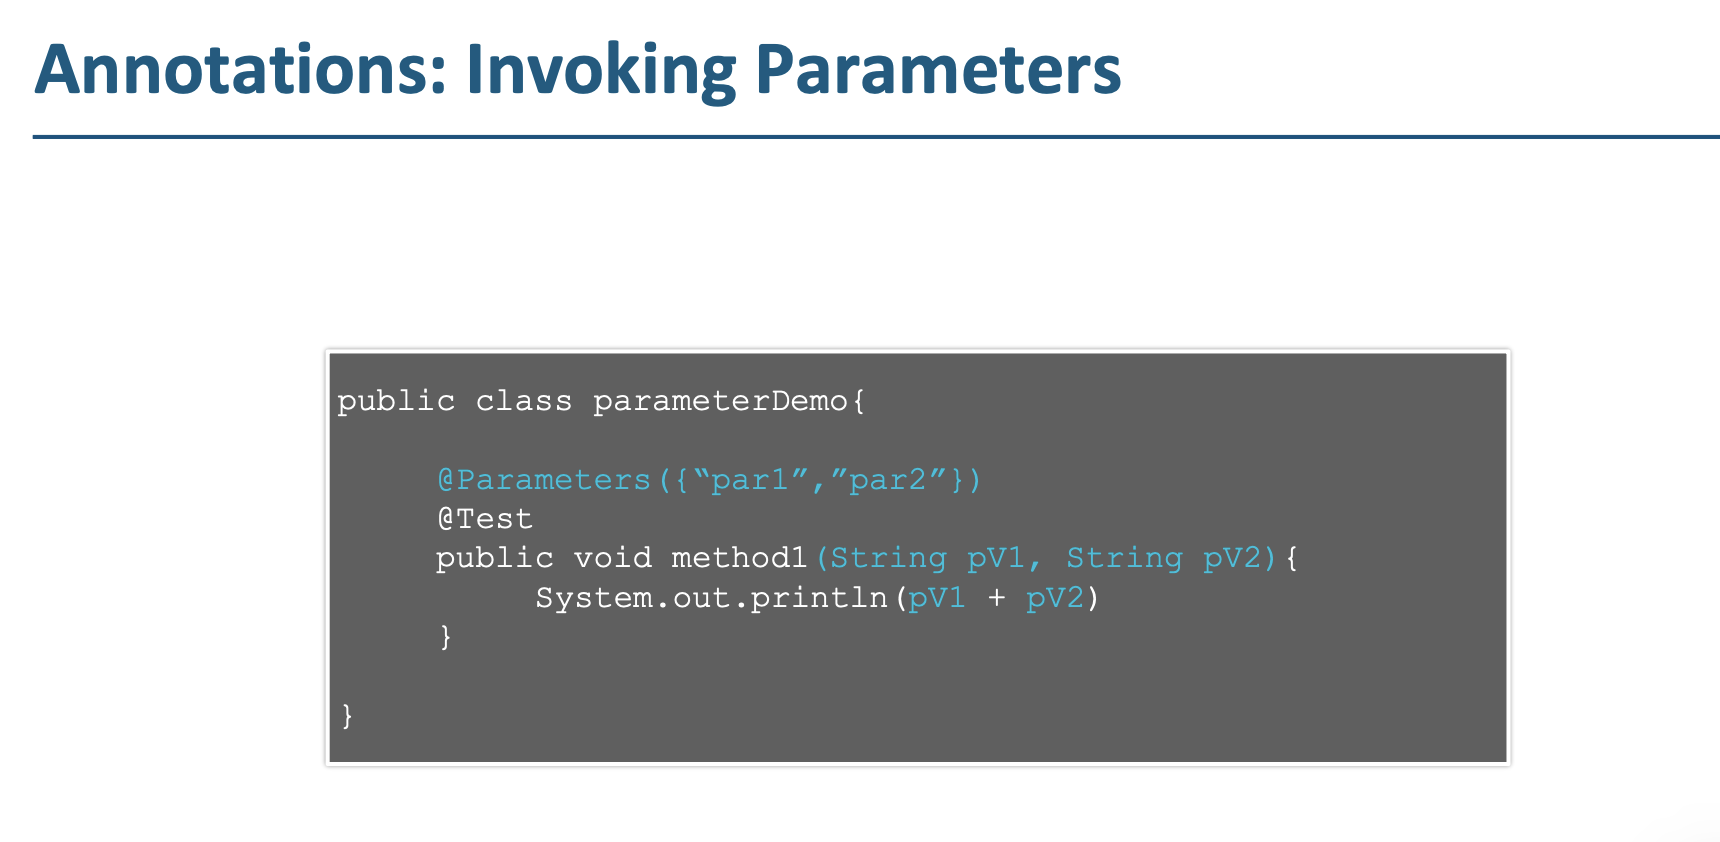 Annotations: Invoking Parameters
public class parameterDemo{
@Parameters({“par1”,”par2”})
@Test
public void method1(String pV1, String pV2){
System.out.println(pV1 + pV2)
}
}